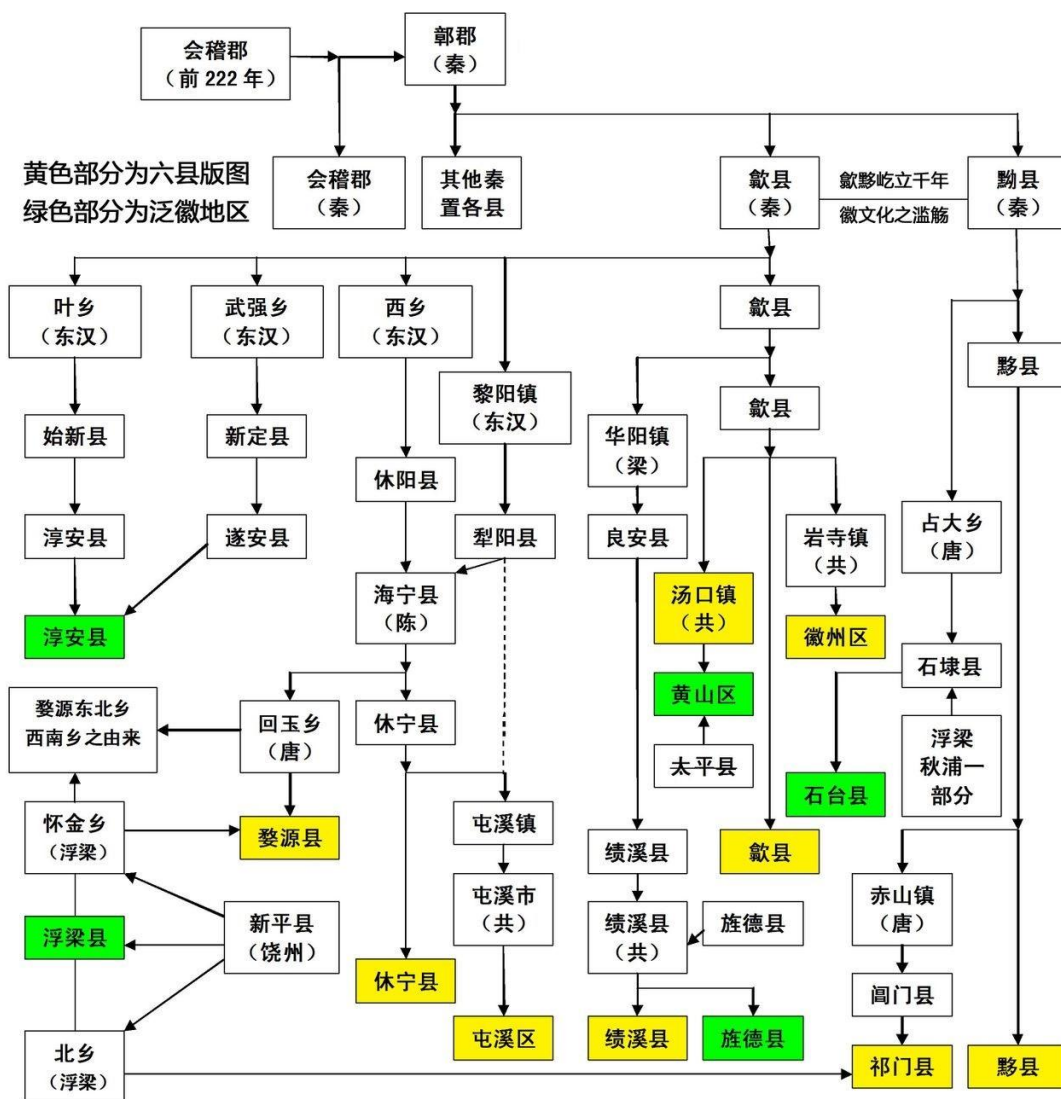 会稽郡
（前 222 年）
鄣郡
（秦）
黄色部分为六县版图
绿色部分为泛徽地区
会稽郡
（秦）
其他秦
置各县
歙县
（秦）
歙黟屹立千年
徽文化之滥觞
黝县
（秦）
叶乡
（东汉）
武强乡
（东汉）
西乡
（东汉）
歙县
黟县
黎阳镇
（东汉）
歙县
始新县
新定县
华阳镇
（梁）
休阳县
淳安县
遂安县
犁阳县
良安县
岩寺镇
（共）
占大乡
（唐）
海宁县
（陈）
汤口镇
（共）
淳安县
徽州区
石埭县
黄山区
婺源东北乡
西南乡之由来
回玉乡
（唐）
休宁县
太平县
浮梁
秋浦一
部分
石台县
怀金乡
（浮梁）
婺源县
屯溪镇
绩溪县
歙县
屯溪市
（共）
赤山镇
（唐）
浮梁县
新平县
（饶州）
绩溪县
（共）
旌德县
休宁县
阊门县
屯溪区
绩溪县
旌德县
北乡
（浮梁）
祁门县
黟县